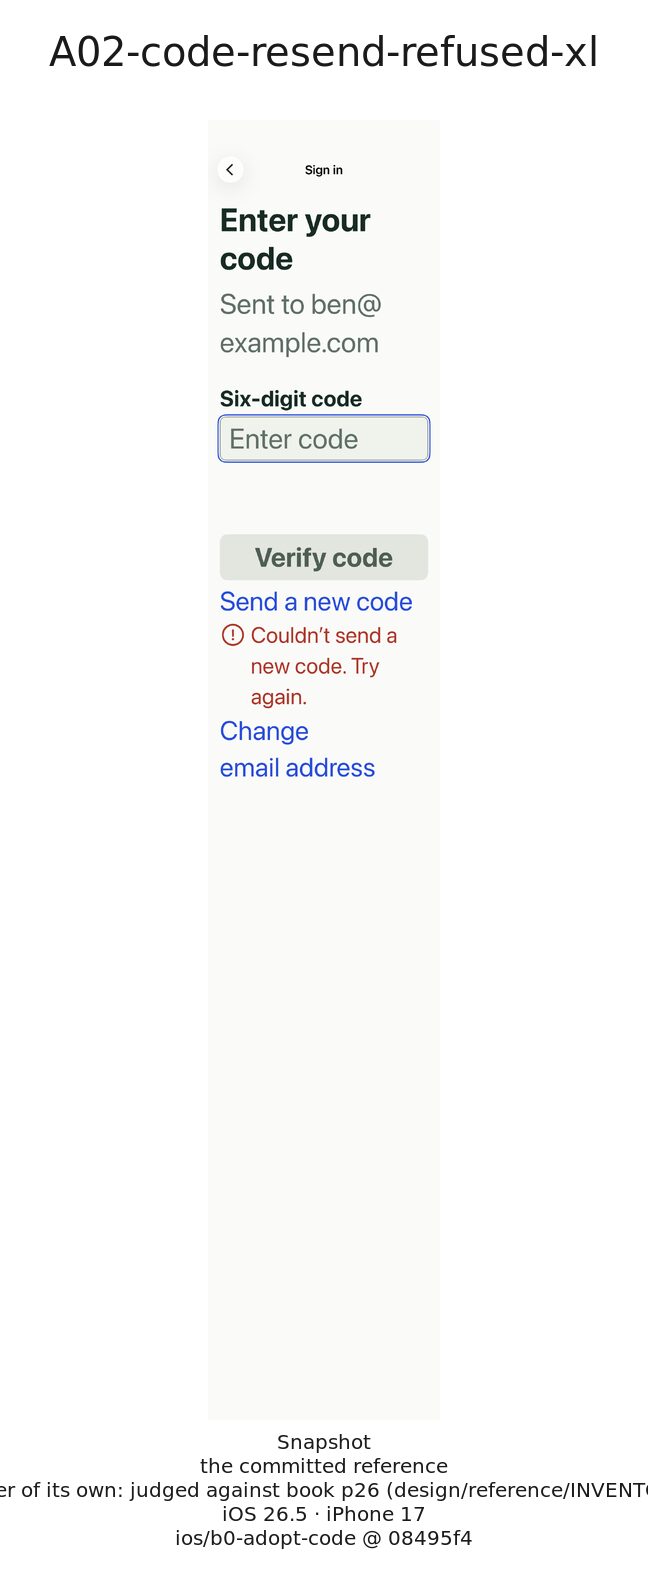 A02-code-resend-refused-xl
Sign in
Enter your
code
Sent to ben@
example.com
Six-digit code
Enter code
Verify code
Send a new code
Couldn’t send a
new code. Try
again.
Change
email address
Snapshot
the committed reference
of its own: judged against book p26 (design/reference/
iOS 26.5 · iPhone 17
ios/b0-adopt-code @ 08495f4